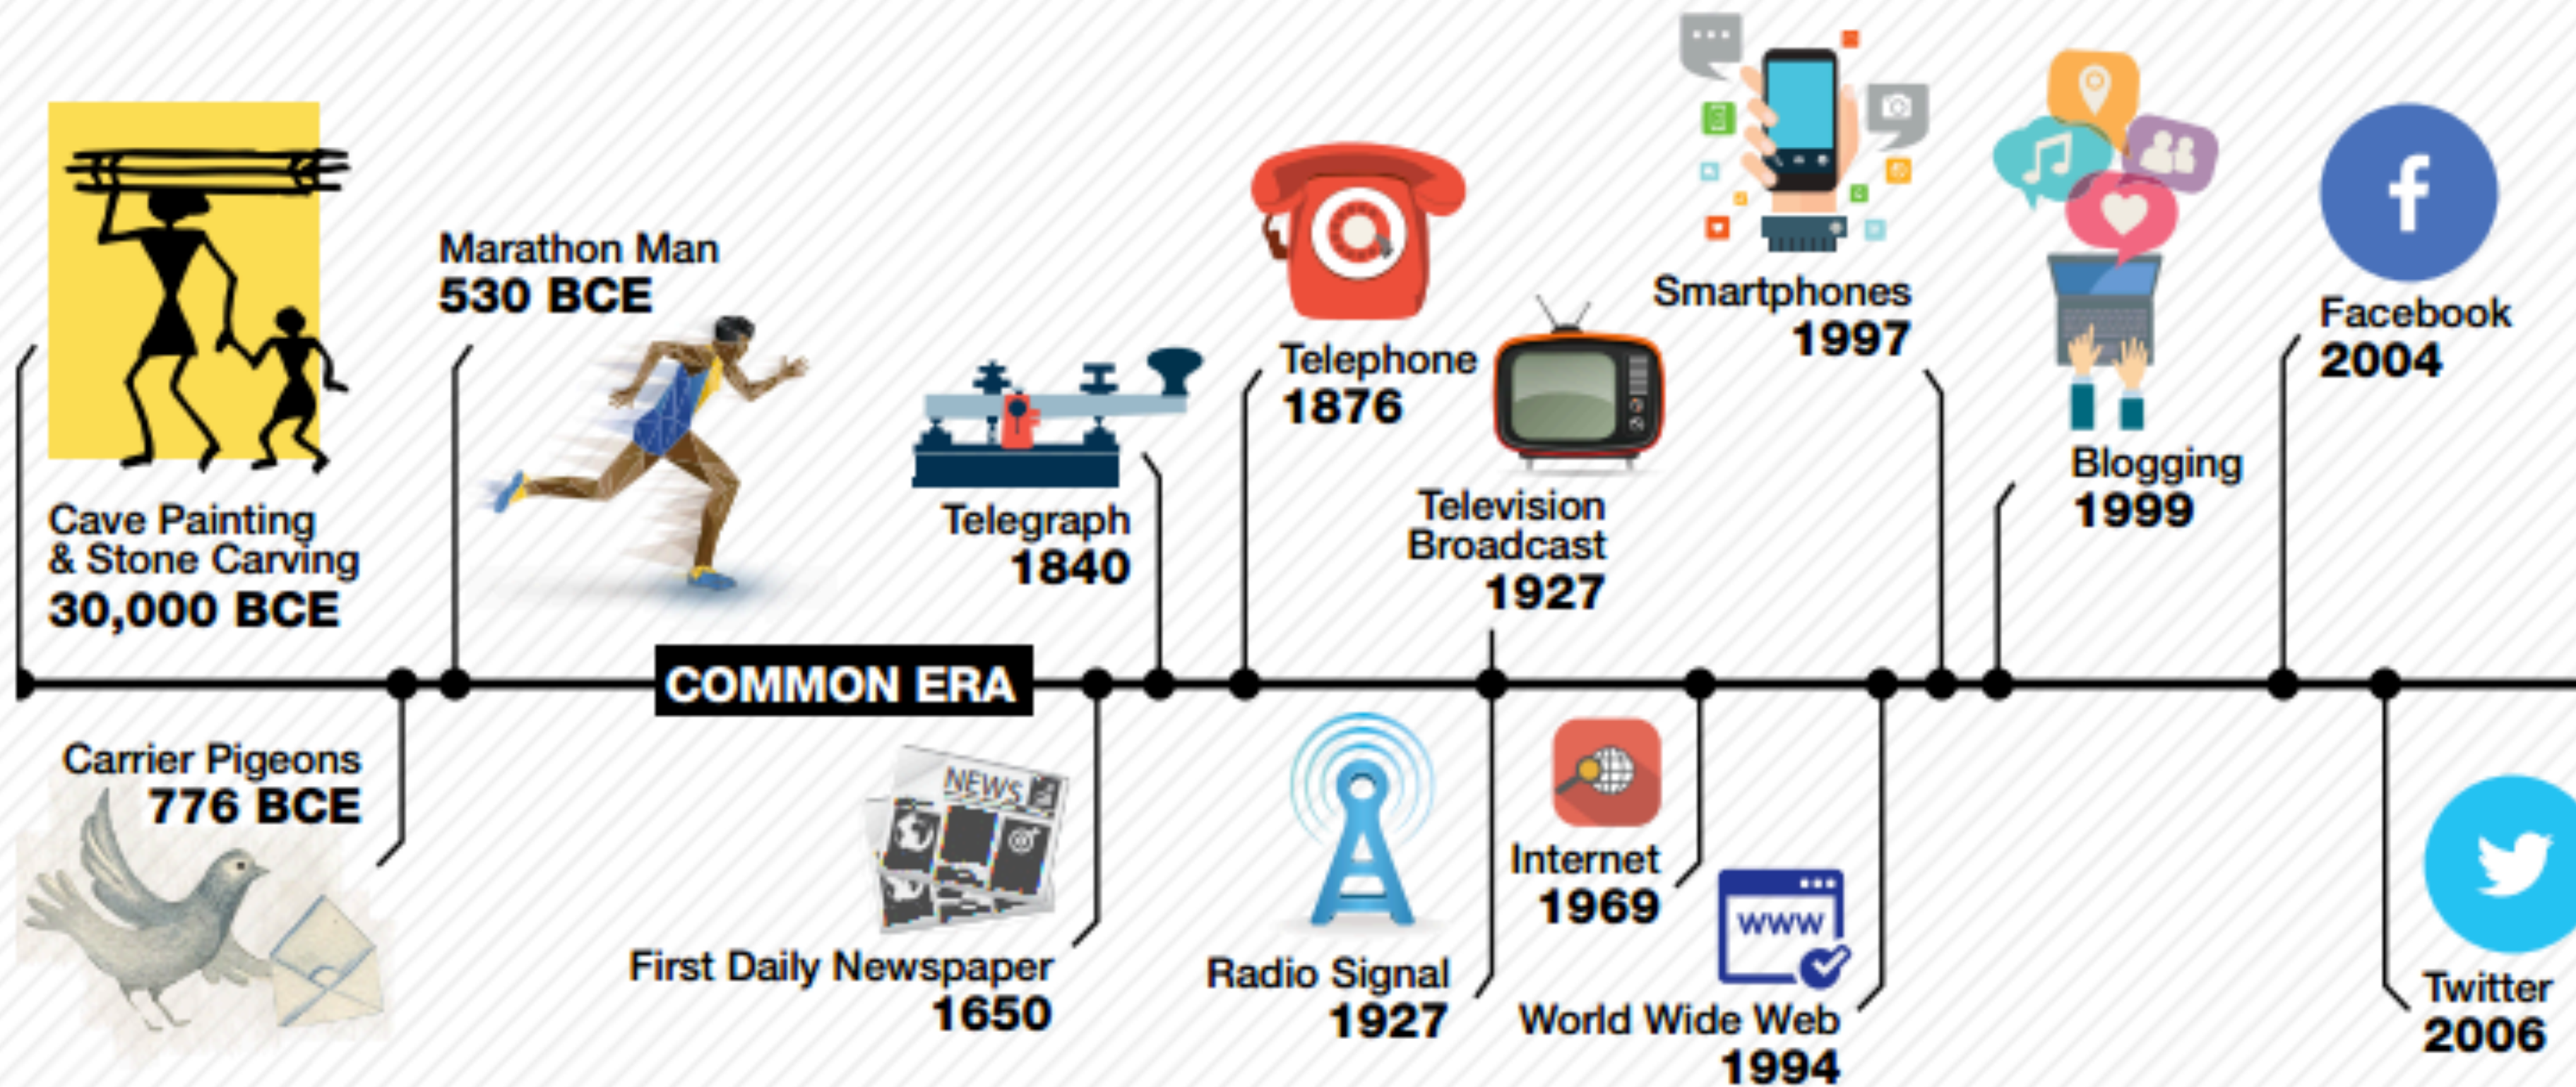 Cave Painting
& Stone Carving
30,000 BCE
Carrier Pigeons
776 BCE
Marathon Man
530 BCE
COMMON ERA
NEWS
First Daily Newspaper
1650
Telegraph
1840
Telephone
1876
Television
Broadcast
1927
Radio Signal
1927
Internet
1969
www
World Wide Web
1994
Smartphones
1997
Blogging
1999
f
Facebook
2004
Twitter
2006